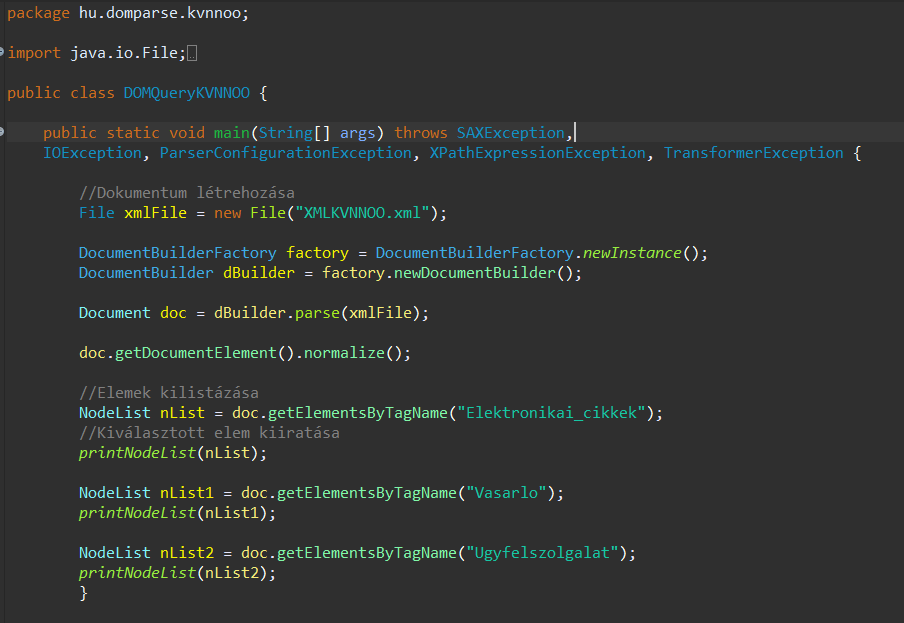 package hu.domparse.kvnnoo;
import java.io.File;
public class DOMQueryKVNNOO {
public static void main(String[] args) throws SAXException,
IOException, ParserConfigurationException, XPathExpressionException, TransformerException {
//Dokumentum létrehozása
File xmlFile = new File("XMLKVNNOO.xml");
DocumentBuilderFactory factory = DocumentBuilderFactory.newInstance();
DocumentBuilder dBuilder = factory.newDocumentBuilder();
Document doc = dBuilder.parse(xmlFile);
doc.getDocumentElement().normalize();
//Elemek kilistázása
NodeList nList = doc.getElementsByTagName("Elektronikai_cikkek");
//Kiválasztott elem kiiratása
printNodeList(nList);
NodeList nList1 = doc.getElementsByTagName("Vasarlo");
printNodeList(nList1);
NodeList nList2 = doc.getElementsByTagName("Ugyfelszolgalat");
printNodeList(nList2);
}